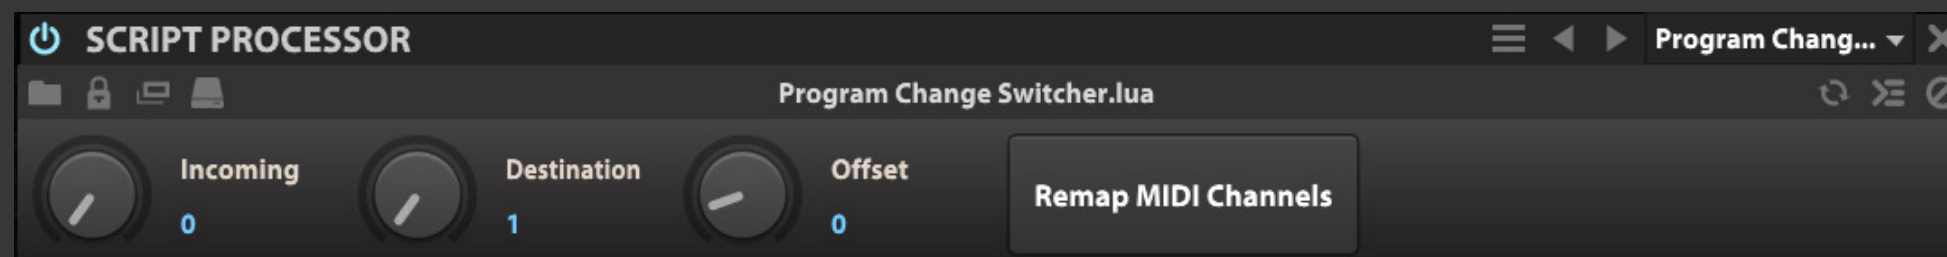 SCRIPT PROCESSOR
Program Chang...
Program Change Switcher.lua
Incoming
0
Destination
1
Offset
0
Remap MIDI Channels